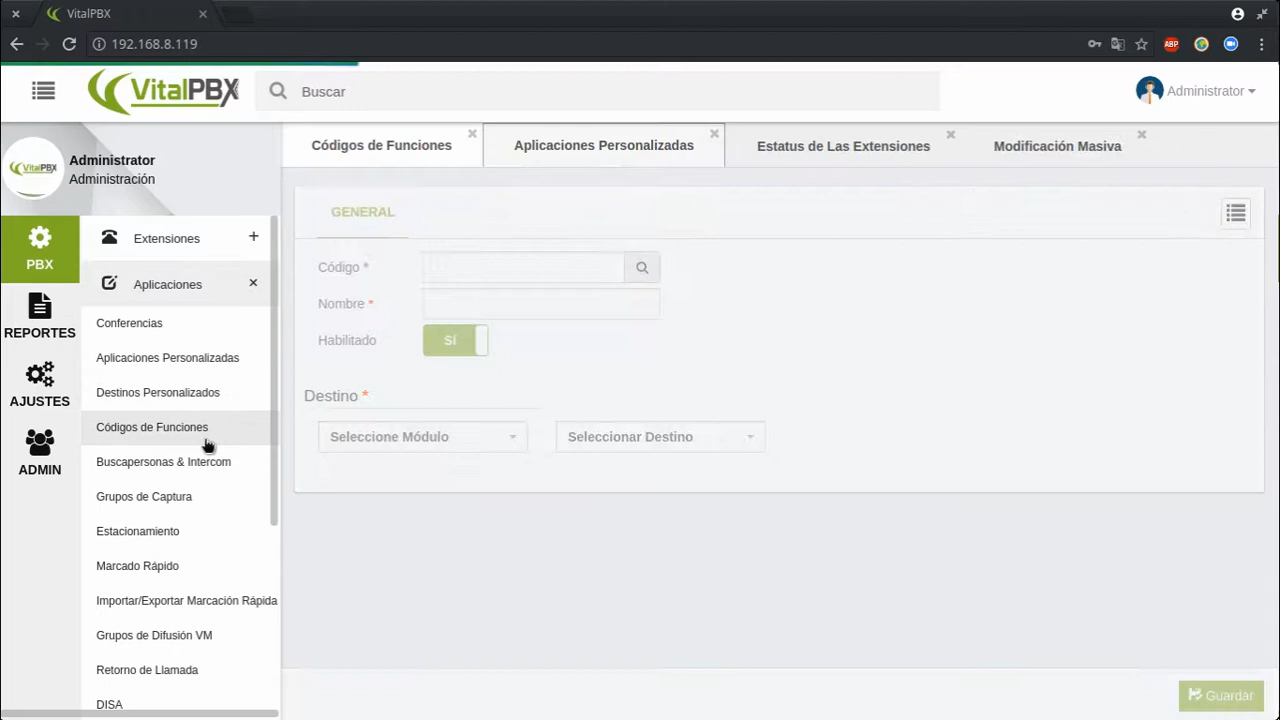 VitalPBX
192.168.8.119
ABP
VitalPBX
Buscar
Administrator
Administrator
Administración
Códigos de Funciones
Aplicaciones Personalizadas
Estatus de Las Extensiones
Modificación Masiva
PBX
REPORTES
AJUSTES
ADMIN
Extensiones
Aplicaciones
Conferencias
Aplicaciones Personalizadas
Destinos Personalizados
Códigos de Funciones
Buscapersonas & Intercom
Grupos de Captura
Estacionamiento
Marcado Rápido
Importar/Exportar Marcación Rápida
Grupos de Difusión VM
Retorno de Llamada
DISA
GENERAL
Código *
Nombre *
Habilitado SÍ
Destino *
Seleccione Módulo Seleccionar Destino
Guardar